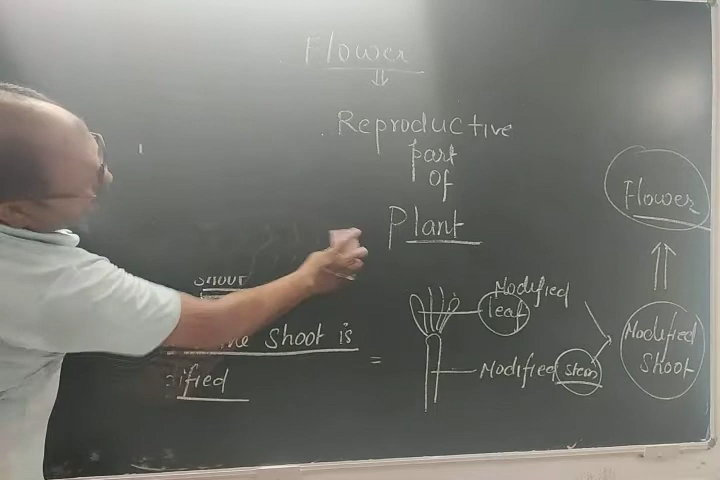 Flower
Reproductive
part
of
Plant
Flower
shoot
the shoot is
ified
=
Modified
leaf
Modified stem
Modified
Shoot